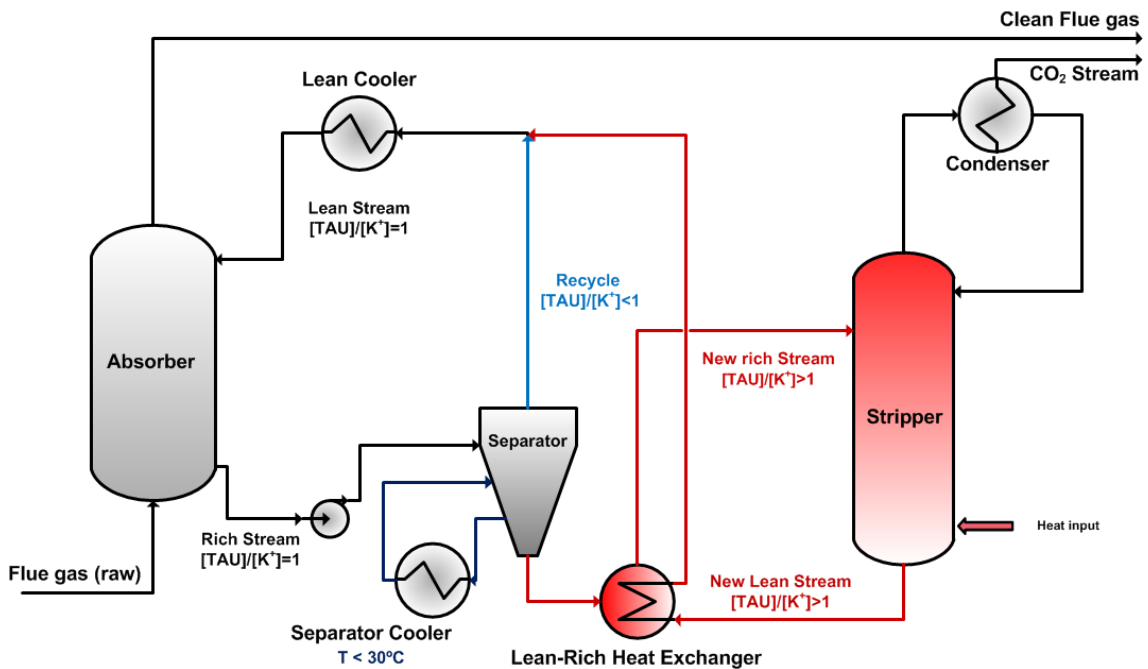 Clean Flue gas
CO₂ Stream
Lean Cooler
Condenser
Lean Stream
[TAU]/[K⁺]=1
Recycle
[TAU]/[K⁺]<1
Absorber
New rich Stream
[TAU]/[K⁺]>1
Stripper
Separator
Heat input
Rich Stream
[TAU]/[K⁺]=1
Flue gas (raw)
New Lean Stream
[TAU]/[K⁺]>1
Separator Cooler
T < 30ºC
Lean-Rich Heat Exchanger